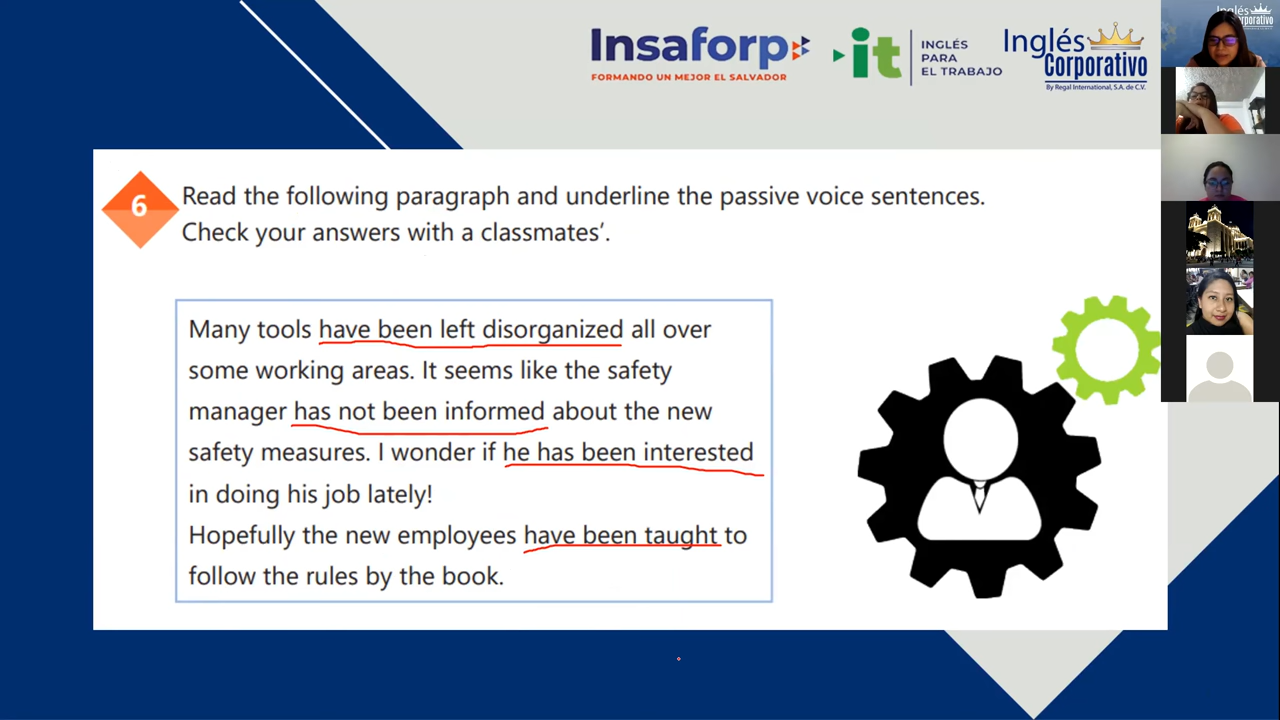 Insaforp
FORMANDO UN MEJOR EL SALVADOR
it
INGLÉS
PARA
EL TRABAJO
Inglés
Corporativo
By Regal International, S.A. de C.V.
Inglés
Corporativo
6
Read the following paragraph and underline the passive voice sentences.
Check your answers with a classmates’.
Many tools have been left disorganized all over
some working areas. It seems like the safety
manager has not been informed about the new
safety measures. I wonder if he has been interested
in doing his job lately!
Hopefully the new employees have been taught to
follow the rules by the book.